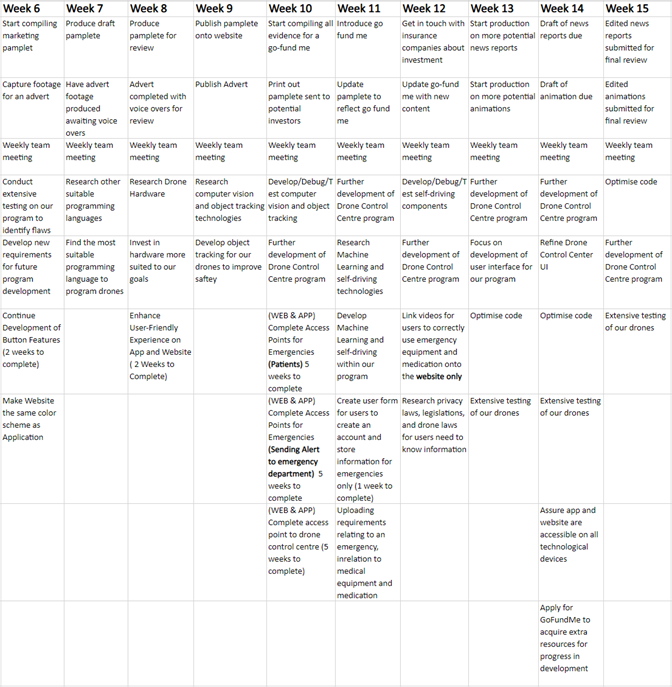 Week 6
Week 7
Week 8
Week 9
Week 10
Week 11
Week 12
Week 13
Week 14
Week 15
Start compiling
marketing
pamplet
Produce draft
pamplete
Produce
pamplete for
review
Publish pamplete
onto website
Start compiling all
evidence for a
go-fund me
Introduce go
fund me
Get in touch with
insurance
companies about
investment
Start production
on more potential
news reports
Draft of news
reports due
Edited news
reports
submitted for
final review
Capture footage
for an advert
Have advert
footage
produced
awaiting voice
overs
Advert
completed with
voice overs for
review
Publish Advert
Print out
pamplete sent to
potential
investors
Update
pamplete to
reflect go fund
me
Update go-fund
me with new
content
Start production
on more potential
animations
Draft of
animation due
Edited
animations
submitted for
final review
Weekly team
meeting
Weekly team
meeting
Weekly team
meeting
Weekly team
meeting
Weekly team
meeting
Weekly team
meeting
Weekly team
meeting
Weekly team
meeting
Weekly team
meeting
Weekly team
meeting
Conduct
extensive
testing on our
program to
identify flaws
Research other
suitable
programming
languages
Research Drone
Hardware
Research
computer vision
and object tracking
technologies
Develop/Debug/T
est computer
vision and object
tracking
Further
development of
Drone Control
Centre program
Develop/Debug/T
est self-driving
components
Further
development of
Drone Control
Centre program
Further
development of
Drone Control
Centre program
Optimise code
Develop new
requirements
for future
program
development
Find the most
suitable
programming
language to
program drones
Invest in
hardware more
suited to our
goals
Develop object
tracking for our
drones to improve
saftey
Further
development of
Drone Control
Centre program
Research
Machine
Learning and
self-driving
technologies
Further
development of
Drone Control
Centre program
Focus on
development of
user interface for
our program
Refine Drone
Control Center
UI
Further
development of
Drone Control
Centre program
Continue
Development of
Button Features
(2 weeks to
complete)
Enhance
User-Friendly
Experience on
App and Website
( 2 Weeks to
Complete)
(WEB & APP)
Complete Access
Points for
Emergencies
(Patients) 5
weeks to
complete
Develop
Machine
Learning and
self-driving
within our
program
Link videos for
users to correctly
use emergency
equipment and
medication onto
the website only
Optimise code
Optimise code
Extensive testing
of our drones
Make Website
the same color
scheme as
Application
(WEB & APP)
Complete Access
Points for
Emergencies
(Sending Alert
to emergency
department) 5
weeks to
complete
Create user form
for users to
create an
account and
store
information for
emergencies
only (1 week to
complete)
Research privacy
laws, legislations,
and drone laws
for users need to
know information
Extensive testing
of our drones
Extensive testing
of our drones
(WEB & APP)
Complete access
point to drone
control centre (5
weeks to
complete)
Uploading
requirements
relating to an
emergency,
inrelation to
medical
equipment and
medication
Assure app and
website are
accessible on all
technological
devices
Apply for
GoFundMe to
acquire extra
resources for
progress in
development